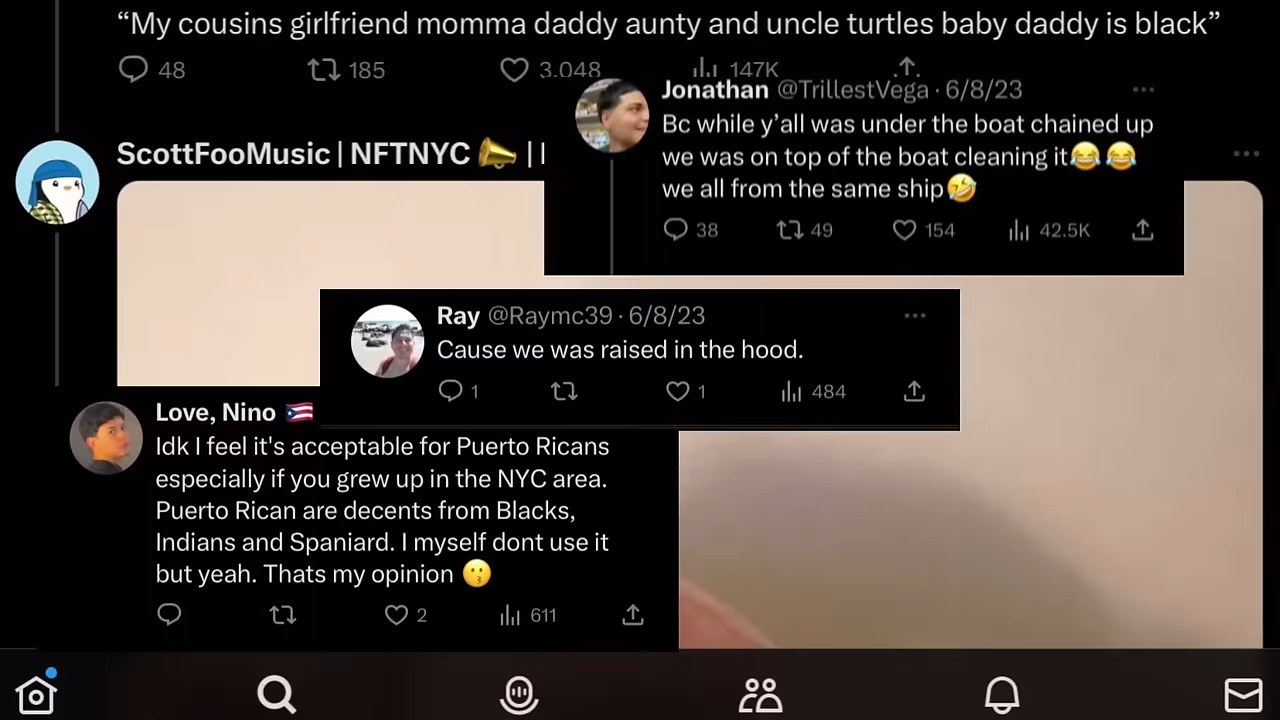 “My cousins girlfriend momma daddy aunty and uncle turtles baby daddy is black”
48 185 3.048 147K
Jonathan @TrillestVega · 6/8/23
Bc while y’all was under the boat chained up
we was on top of the boat cleaning it😂😂
we all from the same ship🤣
38 49 154 42.5K
ScottFooMusic | NFTNYC 📣 |
Ray @Raymc39 · 6/8/23
Cause we was raised in the hood.
1 1 484
Love, Nino 🇵🇷
Idk I feel it's acceptable for Puerto Ricans
especially if you grew up in the NYC area.
Puerto Rican are decents from Blacks,
Indians and Spaniard. I myself dont use it
but yeah. Thats my opinion 😗
2 611